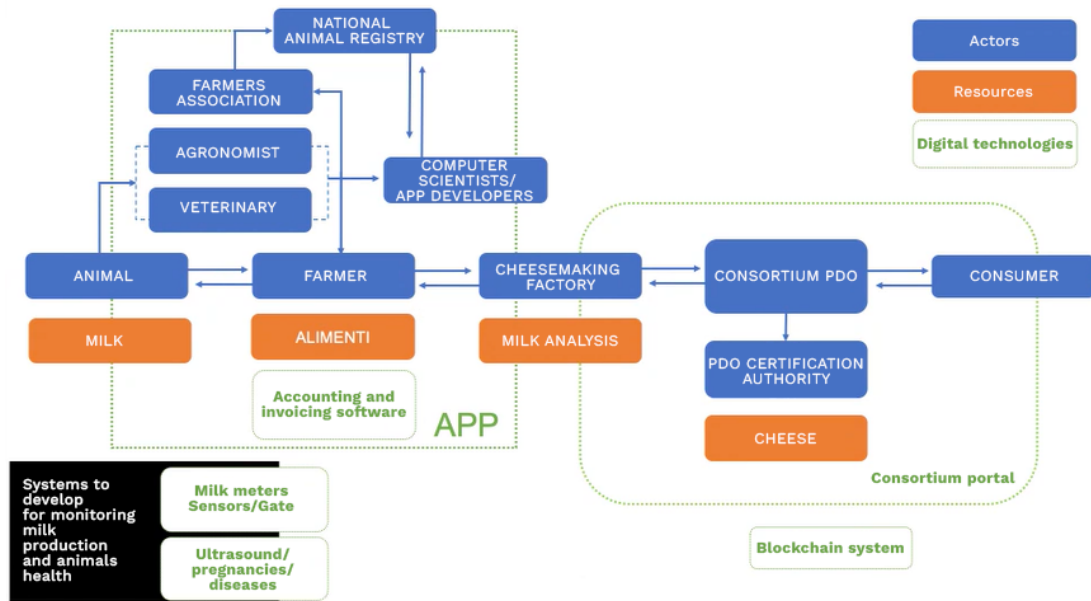 NATIONAL
ANIMAL REGISTRY
Actors
FARMERS
ASSOCIATION
Resources
AGRONOMIST
Digital technologies
COMPUTER
SCIENTISTS/
APP DEVELOPERS
VETERINARY
ANIMAL
FARMER
CHEESEMAKING
FACTORY
CONSORTIUM PDO
CONSUMER
MILK
ALIMENTI
MILK ANALYSIS
PDO CERTIFICATION
AUTHORITY
Accounting and
invoicing software
APP
CHEESE
Consortium portal
Systems to
develop
for monitoring
milk
production
and animals
health
Milk meters
Sensors/Gate
Ultrasound/
pregnancies/
diseases
Blockchain system